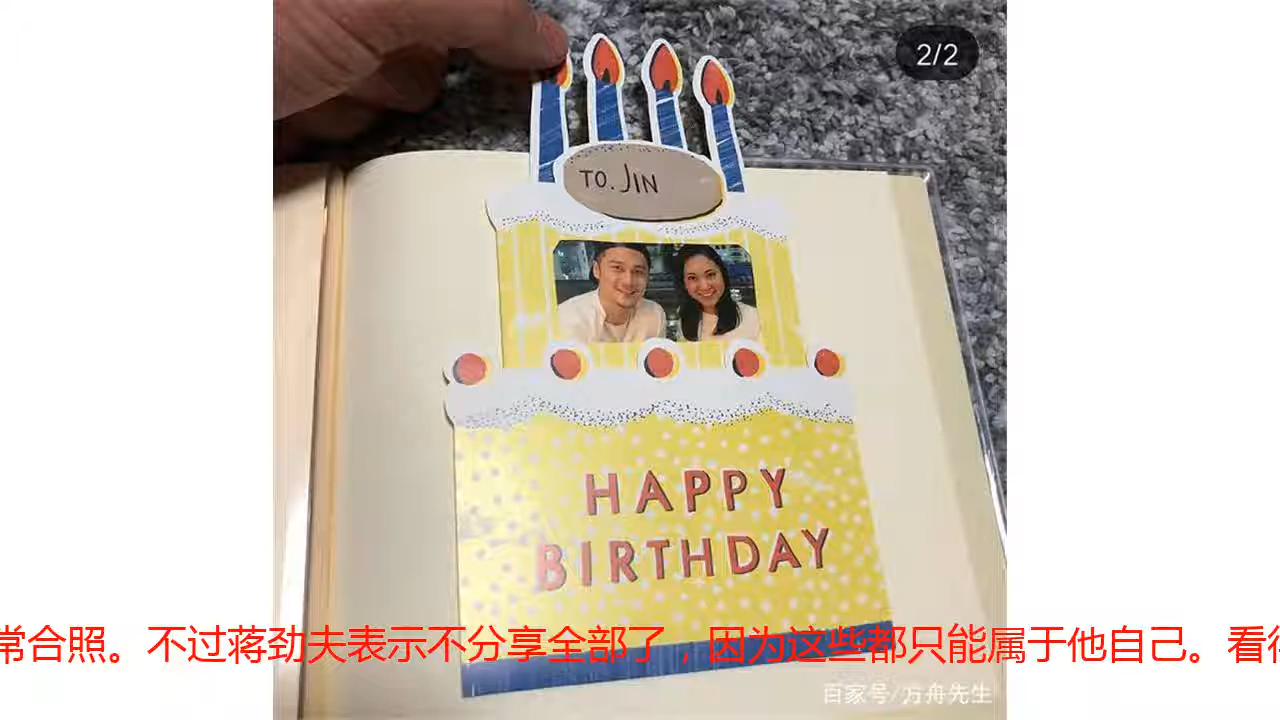 2/2
TO. JIN
HAPPY
BIRTHDAY
常合照。不过蒋劲夫表示不分享全部了，因为这些都只能属于他自己。看得
百家号/方舟先生